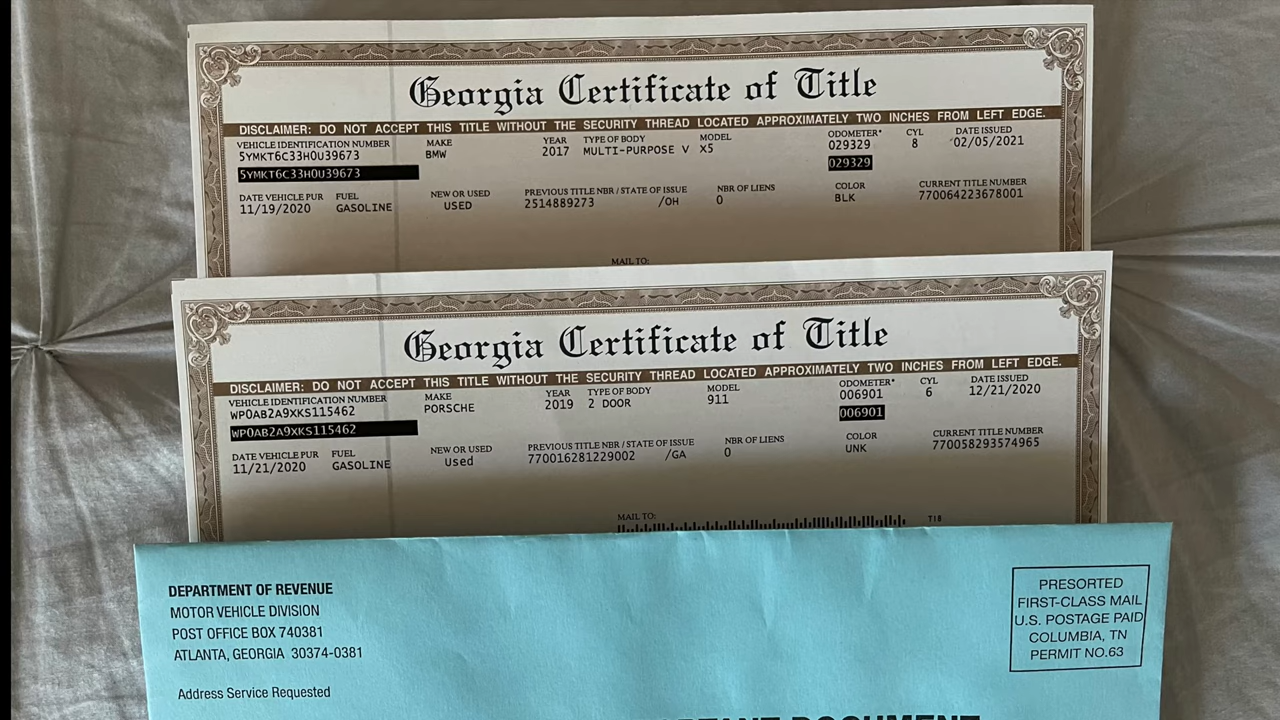 Georgia Certificate of Title
DISCLAIMER: DO NOT ACCEPT THIS TITLE WITHOUT THE SECURITY THREAD LOCATED APPROXIMATELY TWO INCHES FROM LEFT EDGE.
VEHICLE IDENTIFICATION NUMBER MAKE YEAR TYPE OF BODY MODEL ODOMETER* CYL DATE ISSUED
5YMKT6C33H0U39673 BMW 2017 MULTI-PURPOSE V X5 029329 8 02/05/2021
5YMKT6C33H0U39673 029329
DATE VEHICLE PUR FUEL NEW OR USED PREVIOUS TITLE NBR / STATE OF ISSUE NBR OF LIENS COLOR CURRENT TITLE NUMBER
11/19/2020 GASOLINE USED 2514889273 /OH 0 BLK 770064223678001
MAIL TO:
Georgia Certificate of Title
DISCLAIMER: DO NOT ACCEPT THIS TITLE WITHOUT THE SECURITY THREAD LOCATED APPROXIMATELY TWO INCHES FROM LEFT EDGE.
VEHICLE IDENTIFICATION NUMBER MAKE YEAR TYPE OF BODY MODEL ODOMETER* CYL DATE ISSUED
WP0AB2A9XKS115462 PORSCHE 2019 2 DOOR 911 006901 6 12/21/2020
WP0AB2A9XKS115462 006901
DATE VEHICLE PUR FUEL NEW OR USED PREVIOUS TITLE NBR / STATE OF ISSUE NBR OF LIENS COLOR CURRENT TITLE NUMBER
11/21/2020 GASOLINE Used 770016281229002 /GA 0 UNK 770058293574965
MAIL TO: T18
DEPARTMENT OF REVENUE
MOTOR VEHICLE DIVISION
POST OFFICE BOX 740381
ATLANTA, GEORGIA 30374-0381
Address Service Requested
PRESORTED
FIRST-CLASS MAIL
U.S. POSTAGE PAID
COLUMBIA, TN
PERMIT NO.63
DOCUMENT